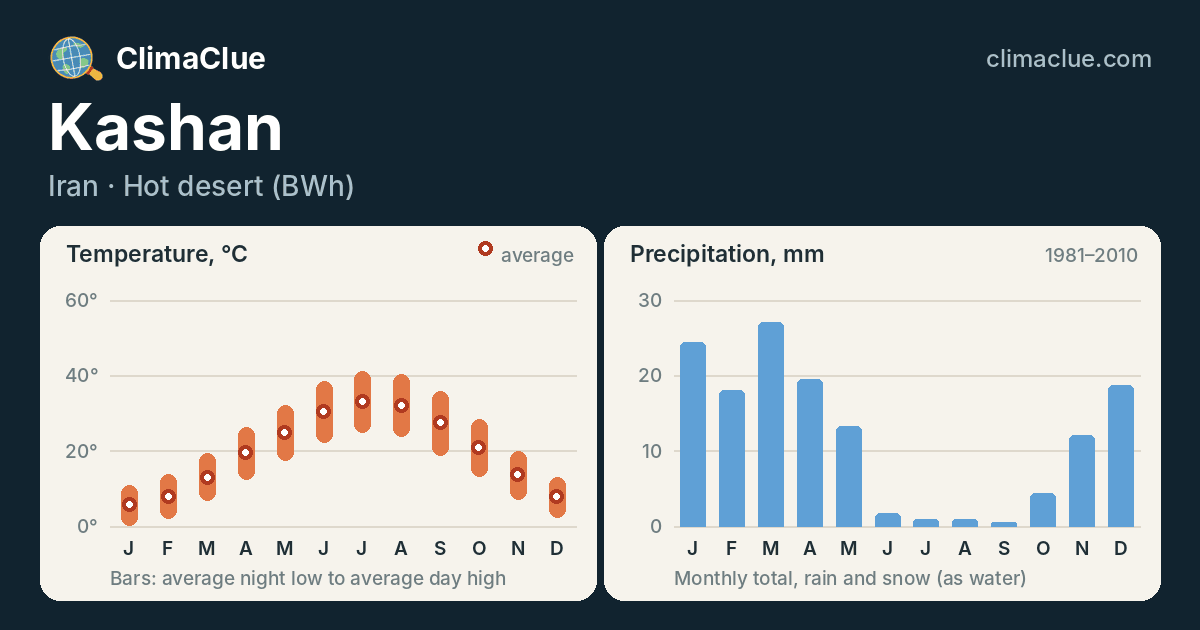 ClimaClue
climaclue.com
Kashan
Iran · Hot desert (BWh)
Temperature, °C
average
60°
40°
20°
0°
J F M A M J J A S O N D
Bars: average night low to average day high
Precipitation, mm
1981–2010
30
20
10
0
J F M A M J J A S O N D
Monthly total, rain and snow (as water)